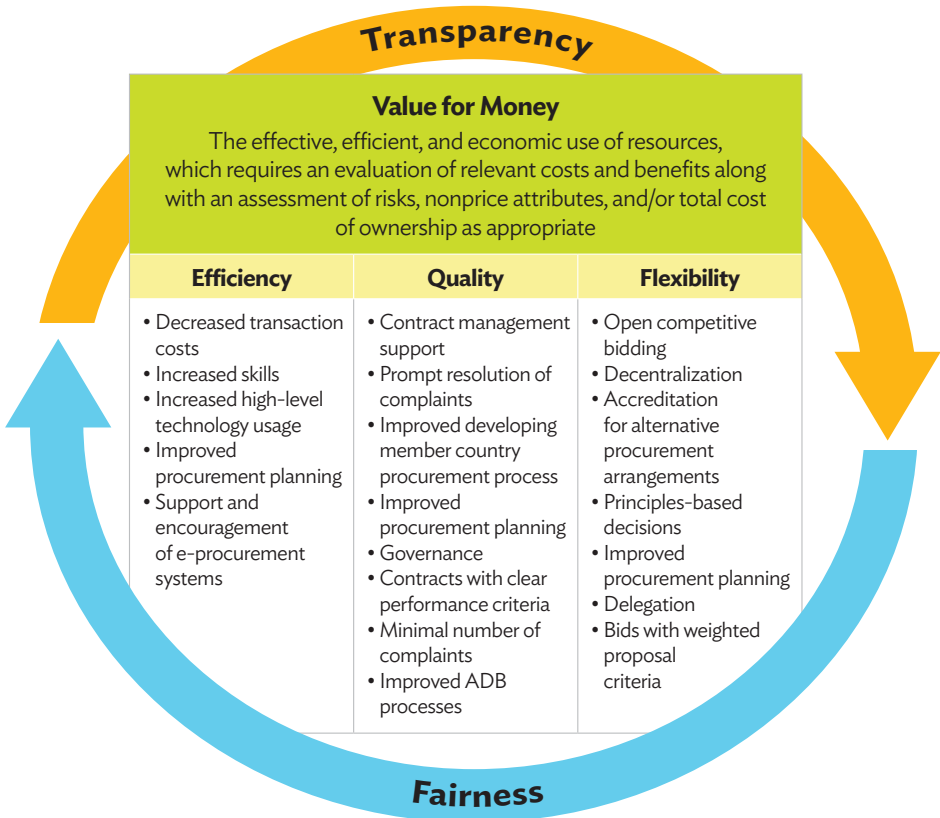 Transparency
Value for Money
The effective, efficient, and economic use of resources,
which requires an evaluation of relevant costs and benefits along
with an assessment of risks, nonprice attributes, and/or total cost
of ownership as appropriate
Efficiency
• Decreased transaction
costs
• Increased skills
• Increased high-level
technology usage
• Improved
procurement planning
• Support and
encouragement
of e-procurement
systems
Quality
• Contract management
support
• Prompt resolution of
complaints
• Improved developing
member country
procurement process
• Improved
procurement planning
• Governance
• Contracts with clear
performance criteria
• Minimal number of
complaints
• Improved ADB
processes
Flexibility
• Open competitive
bidding
• Decentralization
• Accreditation
for alternative
procurement
arrangements
• Principles-based
decisions
• Improved
procurement planning
• Delegation
• Bids with weighted
proposal
criteria
Fairness